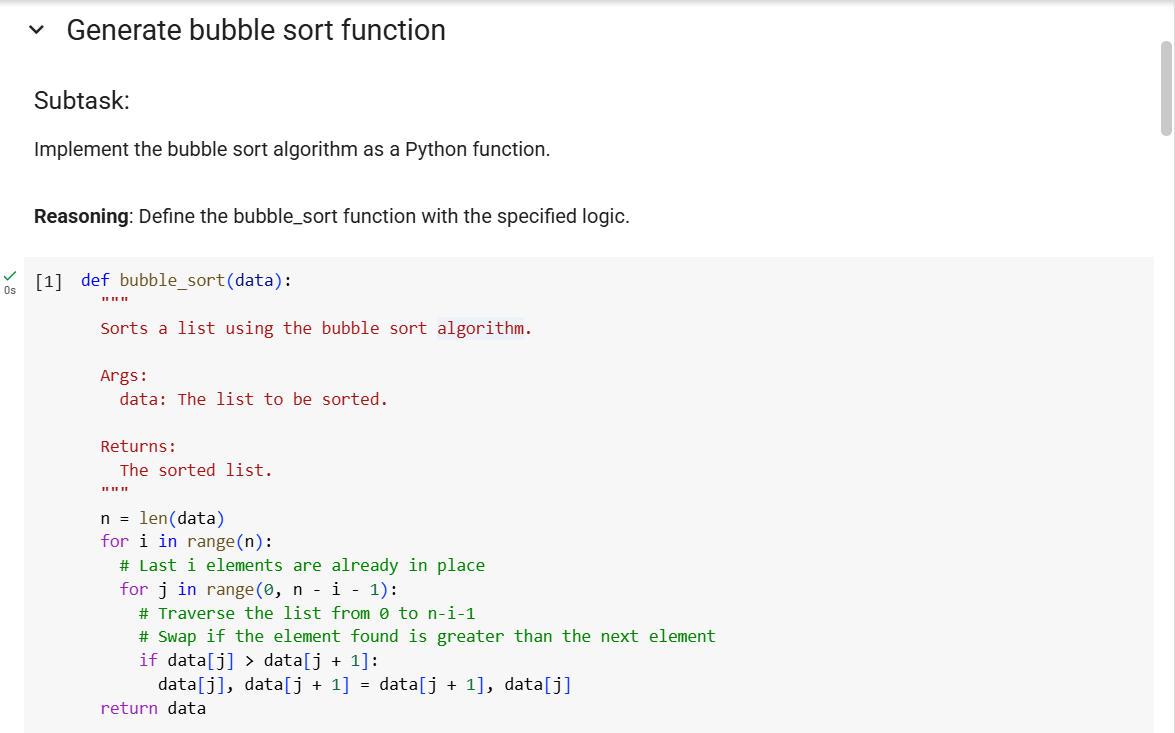 Generate bubble sort function
Subtask:
Implement the bubble sort algorithm as a Python function.
Reasoning: Define the bubble_sort function with the specified logic.
0s
[1] def bubble_sort(data):
"""
Sorts a list using the bubble sort algorithm.
Args:
data: The list to be sorted.
Returns:
The sorted list.
"""
n = len(data)
for i in range(n):
# Last i elements are already in place
for j in range(0, n - i - 1):
# Traverse the list from 0 to n-i-1
# Swap if the element found is greater than the next element
if data[j] > data[j + 1]:
data[j], data[j + 1] = data[j + 1], data[j]
return data